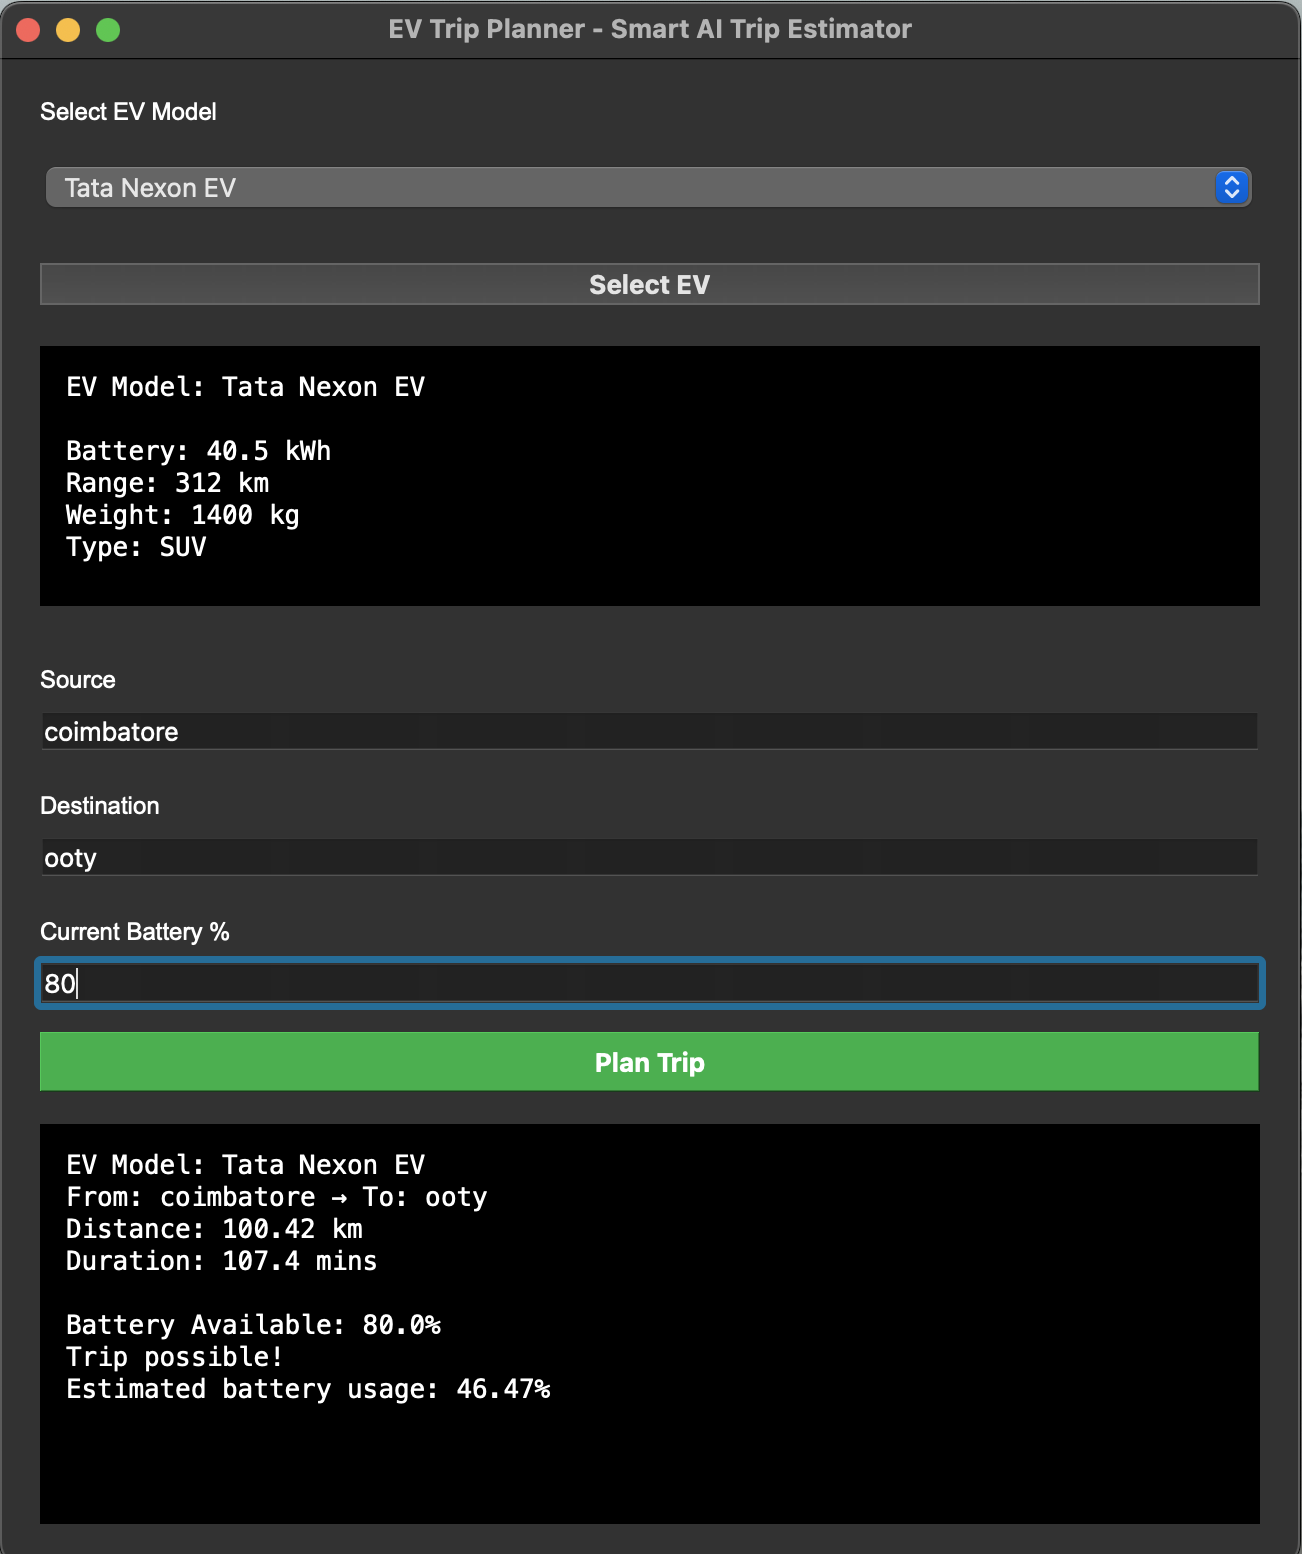 EV Trip Planner - Smart AI Trip Estimator
Select EV Model
Tata Nexon EV
Select EV
EV Model: Tata Nexon EV
Battery: 40.5 kWh
Range: 312 km
Weight: 1400 kg
Type: SUV
Source
coimbatore
Destination
ooty
Current Battery %
80
Plan Trip
EV Model: Tata Nexon EV
From: coimbatore → To: ooty
Distance: 100.42 km
Duration: 107.4 mins
Battery Available: 80.0%
Trip possible!
Estimated battery usage: 46.47%